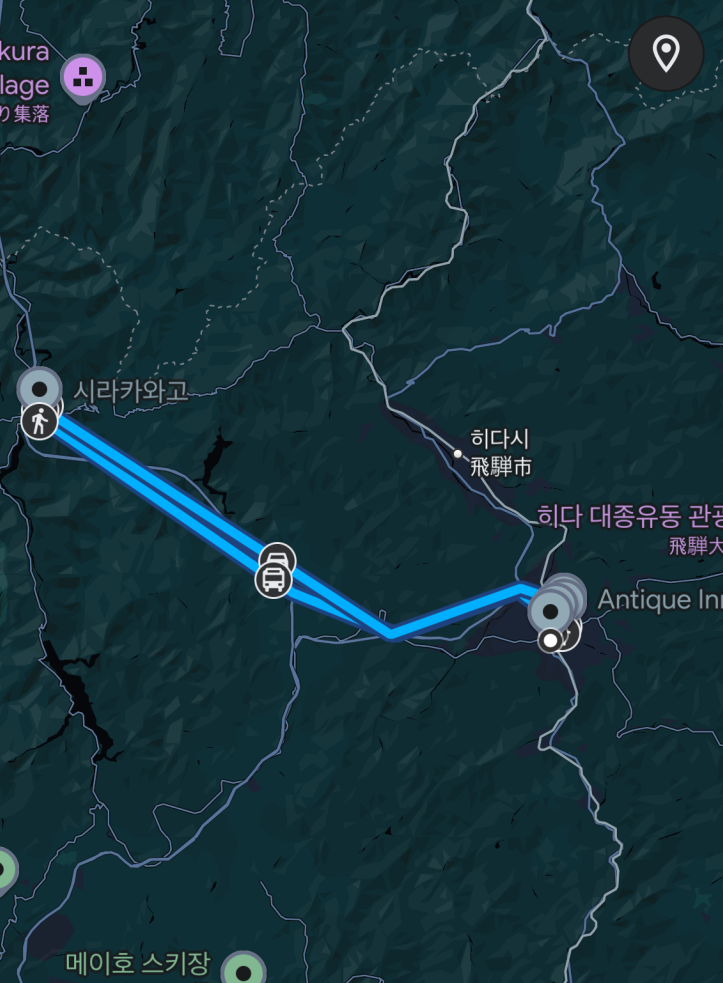 kura
lage
り集落
시라카와고
히다시
飛騨市
히다 대종유동 관광
飛騨大
Antique Inn
메이호 스키장